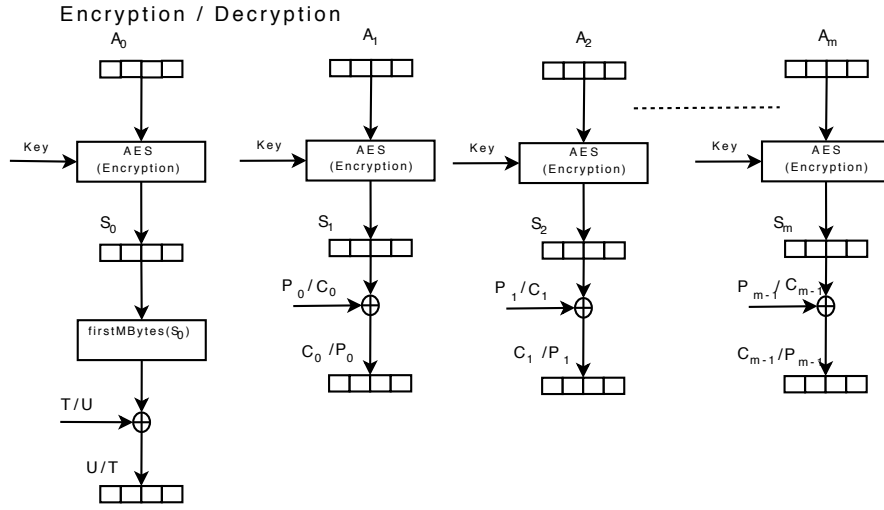 Encryption / Decryption
A₀ A₁ A₂ Aₘ
Key AES (Encryption)
Key AES (Encryption)
Key AES (Encryption)
Key AES (Encryption)
S₀ S₁ S₂ Sₘ
P₀/C₀ P₁/C₁ Pₘ₋₁/Cₘ₋₁
firstMBytes(S₀)
C₀/P₀ C₁/P₁ Cₘ₋₁/Pₘ₋₁
T/U
U/T